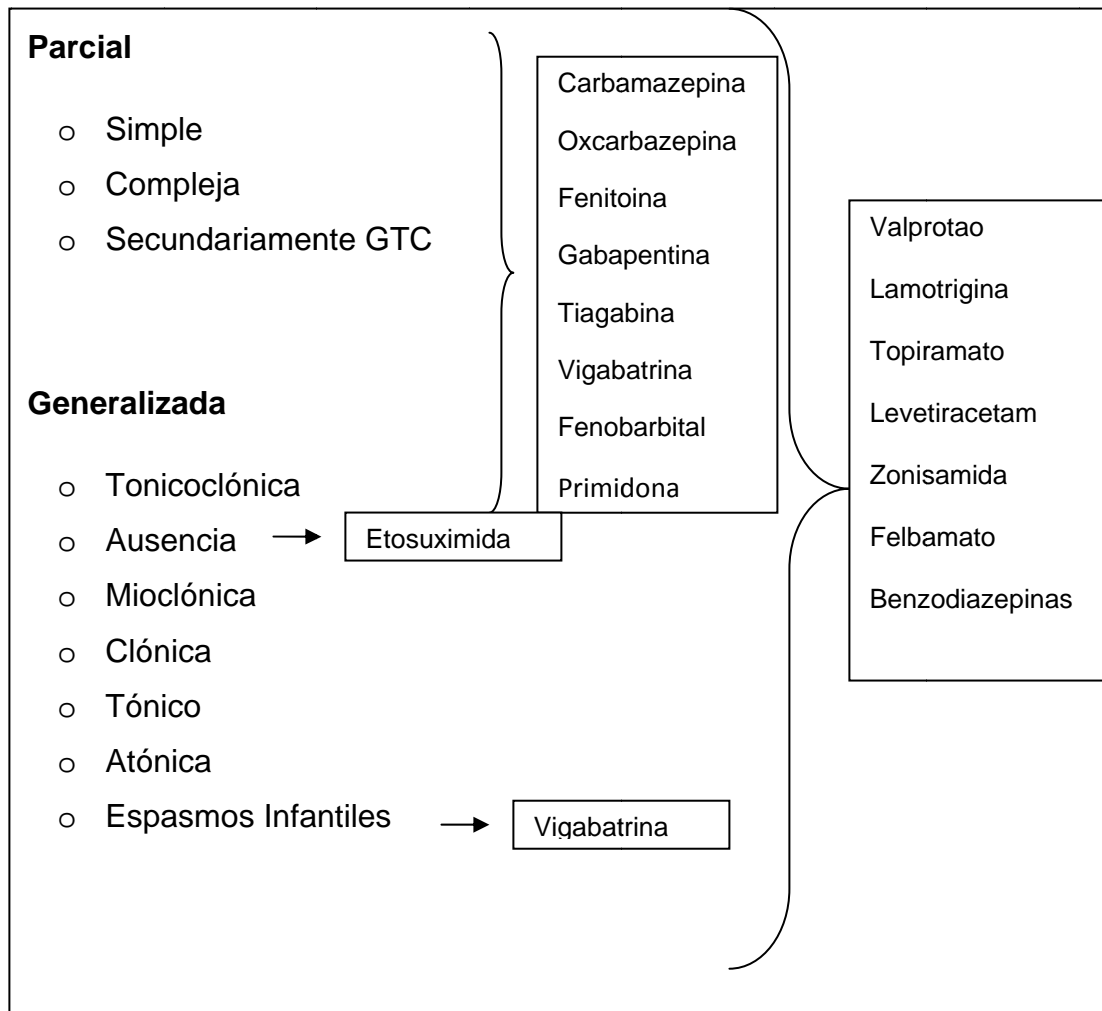 Parcial
o Simple
o Compleja
o Secundariamente GTC
Generalizada
o Tonicoclónica
o Ausencia
Etosuximida
o Mioclónica
o Clónica
o Tónico
o Atónica
o Espasmos Infantiles
Vigabatrina
Carbamazepina
Oxcarbazepina
Fenitoina
Gabapentina
Tiagabina
Vigabatrina
Fenobarbital
Primidona
Valprotao
Lamotrigina
Topiramato
Levetiracetam
Zonisamida
Felbamato
Benzodiazepinas